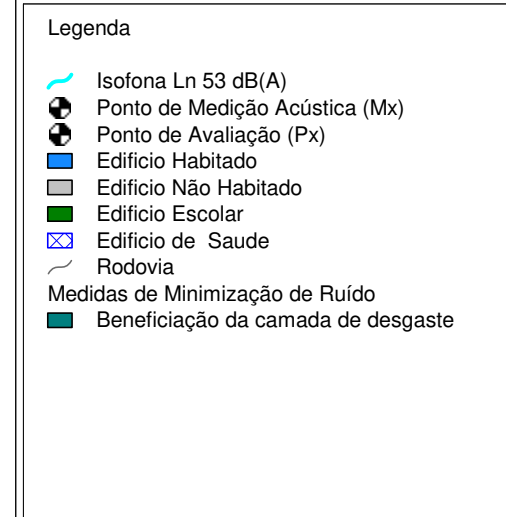 Legenda
Isofona Ln 53 dB(A)
Ponto de Medição Acústica (Mx)
Ponto de Avaliação (Px)
Edificio Habitado
Edificio Não Habitado
Edificio Escolar
Edificio de Saude
Rodovia
Medidas de Minimização de Ruído
Beneficiação da camada de desgaste